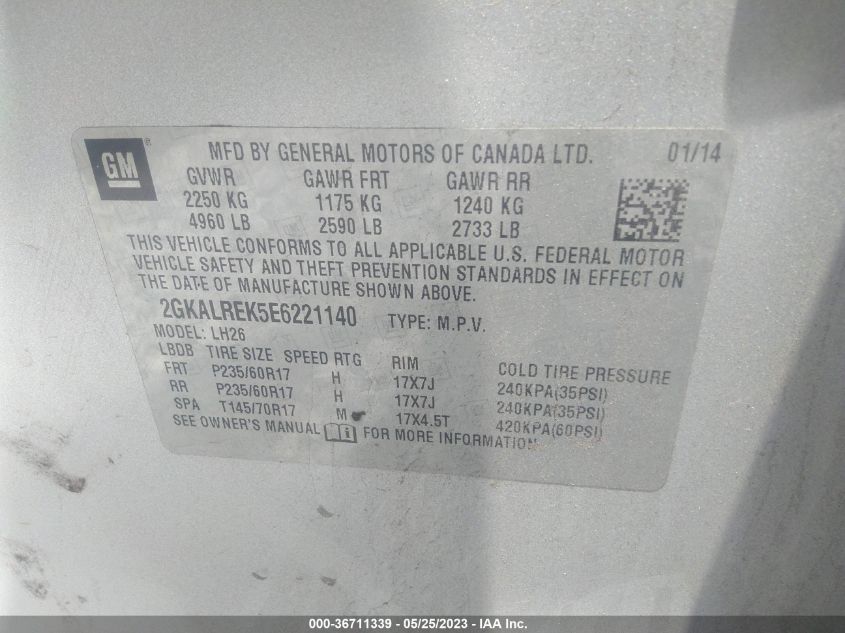 GM ® MFD BY GENERAL MOTORS OF CANADA LTD. 01/14
GVWR GAWR FRT GAWR RR
2250 KG 1175 KG 1240 KG
4960 LB 2590 LB 2733 LB
THIS VEHICLE CONFORMS TO ALL APPLICABLE U.S. FEDERAL MOTOR
VEHICLE SAFETY AND THEFT PREVENTION STANDARDS IN EFFECT ON
THE DATE OF MANUFACTURE SHOWN ABOVE.
2GKALREK5E6221140 TYPE: M.P.V.
MODEL: LH26
LBDB TIRE SIZE SPEED RTG RIM COLD TIRE PRESSURE
FRT P235/60R17 H 17X7J 240KPA(35PSI)
RR P235/60R17 H 17X7J 240KPA(35PSI)
SPA T145/70R17 M 17X4.5T 420KPA(60PSI)
SEE OWNER'S MANUAL FOR MORE INFORMATION.
000-36711339 - 05/25/2023 - IAA, Inc.